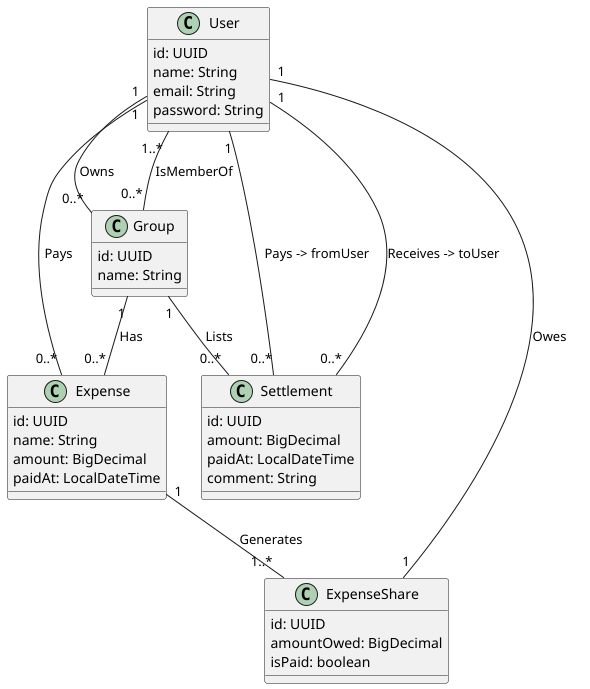 C User
id: UUID
name: String
email: String
password: String
1
1
1
1
1..*
1
Owns
IsMemberOf
0..*
0..*
C Group
id: UUID
name: String
Pays
Pays -> fromUser
Receives -> toUser
1
1
Has
Lists
Owes
0..*
0..*
0..*
0..*
0..*
C Expense
id: UUID
name: String
amount: BigDecimal
paidAt: LocalDateTime
C Settlement
id: UUID
amount: BigDecimal
paidAt: LocalDateTime
comment: String
1
Generates
1..*
1
C ExpenseShare
id: UUID
amountOwed: BigDecimal
isPaid: boolean